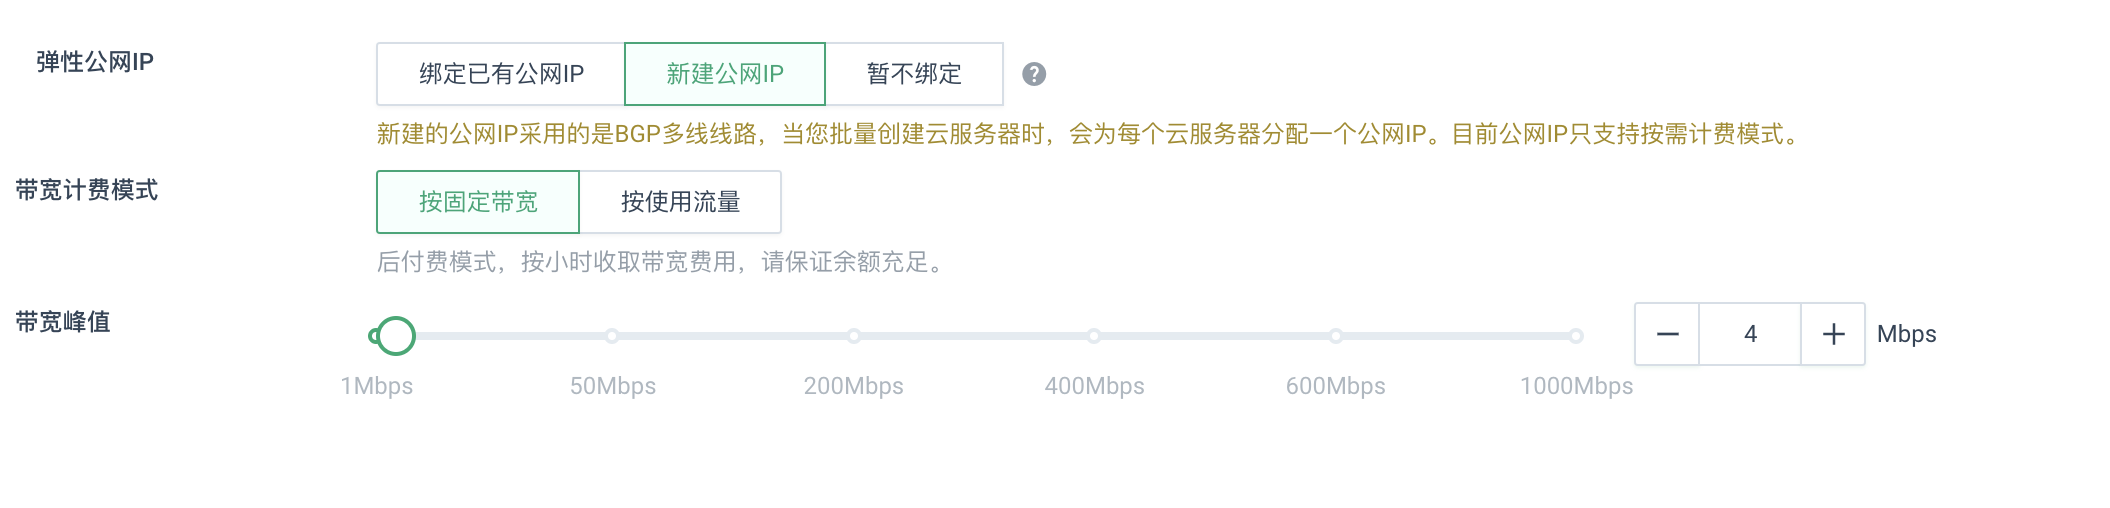 弹性公网IP
绑定已有公网IP 新建公网IP 暂不绑定 ?
新建的公网IP采用的是BGP多线线路，当您批量创建云服务器时，会为每个云服务器分配一个公网IP。目前公网IP只支持按需计费模式。
带宽计费模式
按固定带宽 按使用流量
后付费模式，按小时收取带宽费用，请保证余额充足。
带宽峰值
4 Mbps
1Mbps 50Mbps 200Mbps 400Mbps 600Mbps 1000Mbps